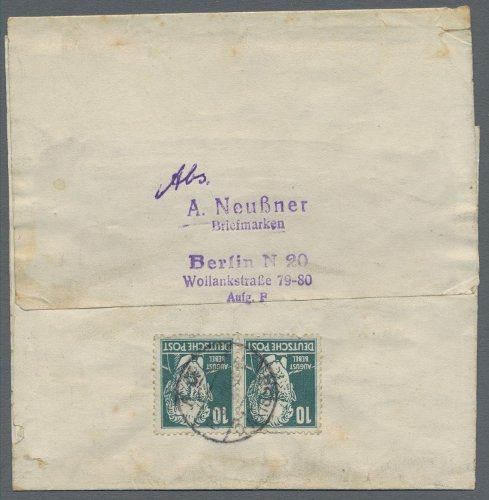 Abs.
A. Neußner
Briefmarken
Berlin N 20
Wollankstraße 79-80
Aufg. F
DEUTSCHE POST
AUGUST
BEBEL
10
DEUTSCHE POST
AUGUST
BEBEL
10